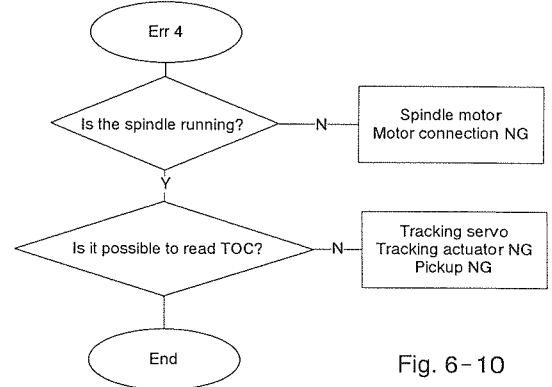 Err 4
Is the spindle running?
N
Spindle motor
Motor connection NG
Y
Is it possible to read TOC?
N
Tracking servo
Tracking actuator NG
Pickup NG
End
Fig. 6-10